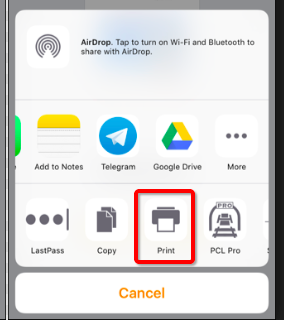 AirDrop. Tap to turn on Wi-Fi and Bluetooth to
share with AirDrop.
Add to Notes
Telegram
Google Drive
More
LastPass
Copy
Print
PRO
PCL Pro
Cancel